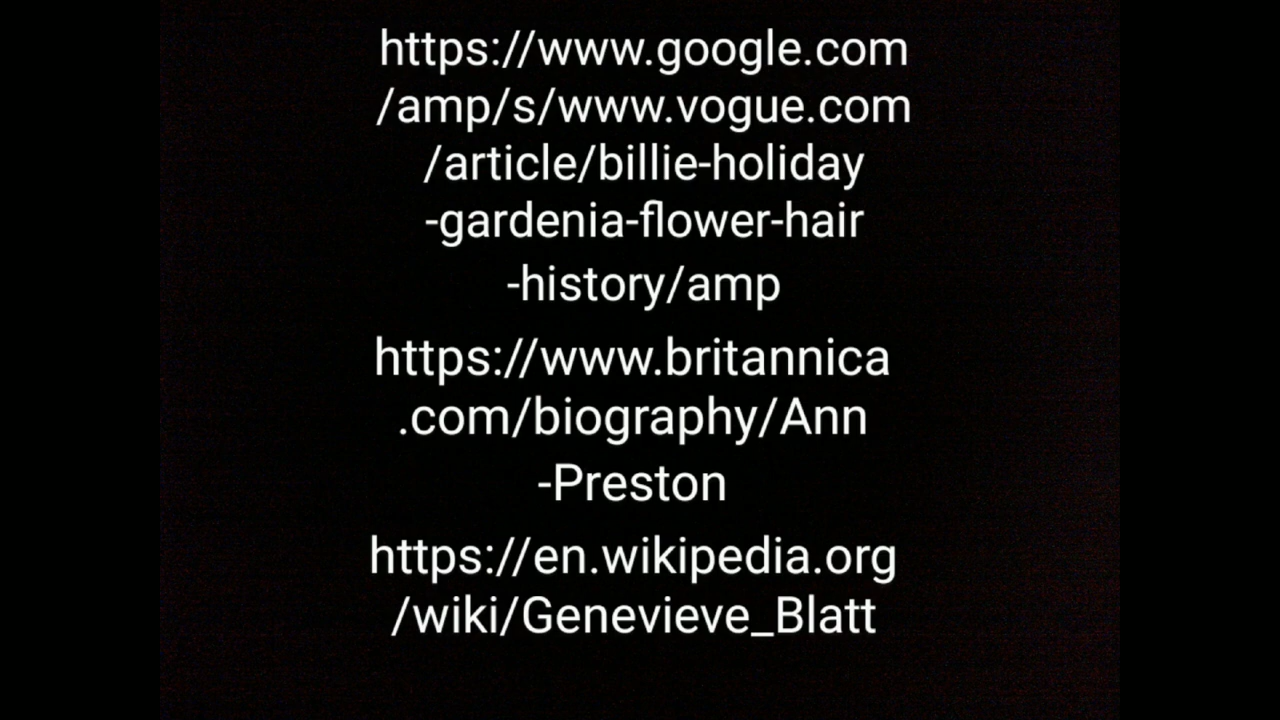 https://www.google.com
/amp/s/www.vogue.com
/article/billie-holiday
-gardenia-flower-hair
-history/amp
https://www.britannica
.com/biography/Ann
-Preston
https://en.wikipedia.org
/wiki/Genevieve_Blatt